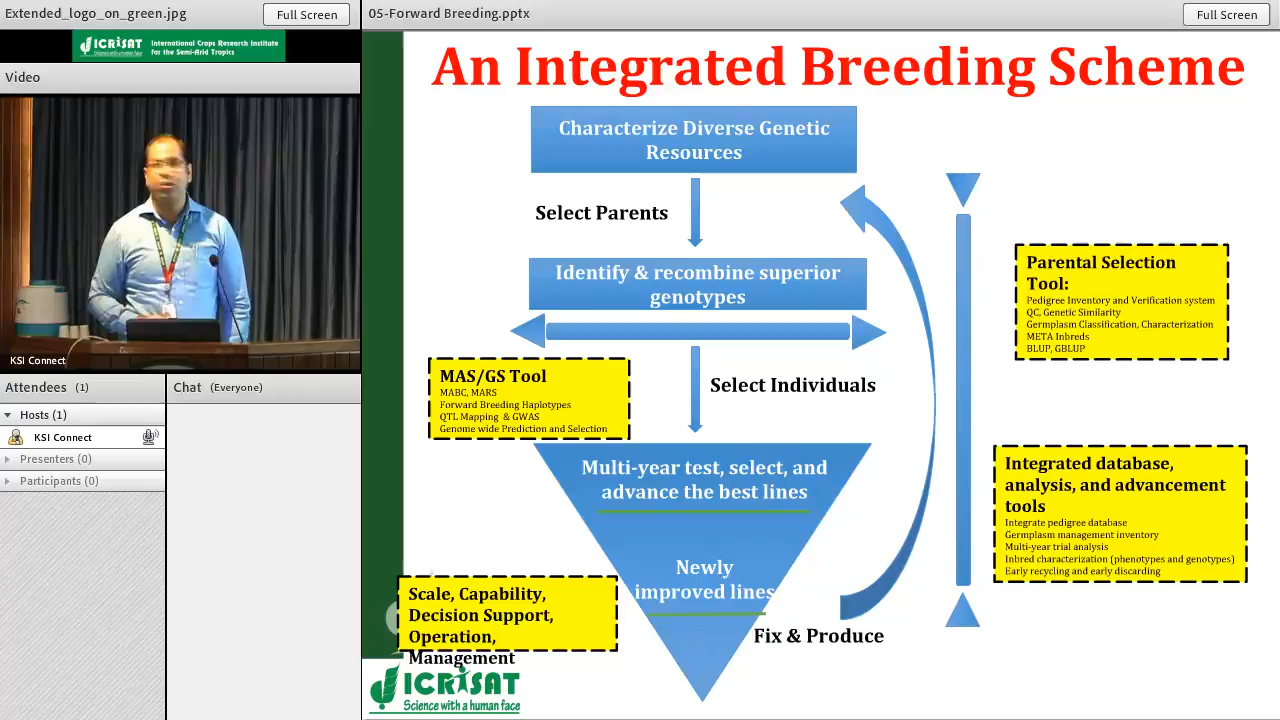 Extended_logo_on_green.jpg
Full Screen
ICRISAT
Science with a human face
International Crops Research Institute
for the Semi-Arid Tropics
Video
KSI Connect
Attendees (1)
Hosts (1)
KSI Connect
Presenters (0)
Participants (0)
Chat (Everyone)
05-Forward Breeding.pptx
Full Screen
An Integrated Breeding Scheme
Characterize Diverse Genetic
Resources
Select Parents
Identify & recombine superior
genotypes
MAS/GS Tool
MABC, MARS
Forward Breeding Haplotypes
QTL Mapping & GWAS
Genome wide Prediction and Selection
Select Individuals
Multi-year test, select, and
advance the best lines
Newly
improved lines
Fix & Produce
Parental Selection
Tool:
Pedigree Inventory and Verification system
QC, Genetic Similarity
Germplasm Classification, Characterization
META Inbreds
BLUP, GBLUP
Integrated database,
analysis, and advancement
tools
Integrate pedigree database
Germplasm management inventory
Multi-year trial analysis
Inbred characterization (phenotypes and genotypes)
Early recycling and early discarding
Scale, Capability,
Decision Support,
Operation,
Management
ICRISAT
Science with a human face